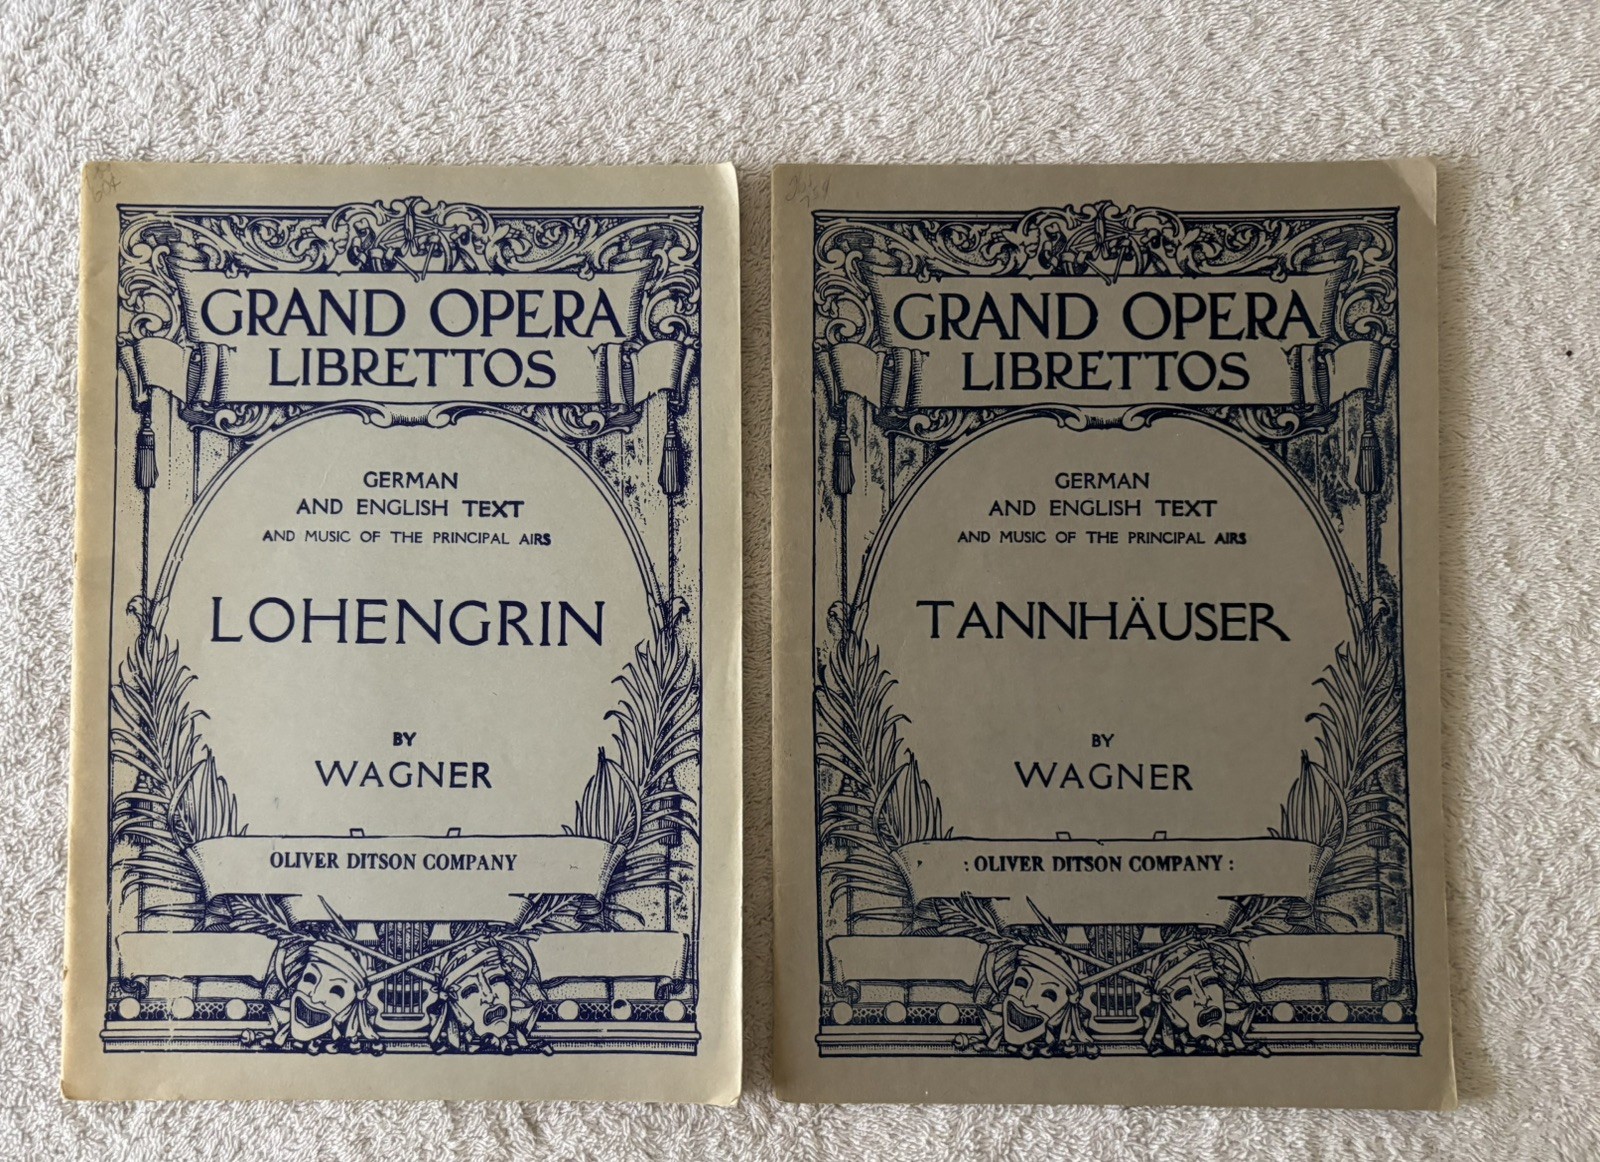 60¢
GRAND OPERA
LIBRETTOS
GERMAN
AND ENGLISH TEXT
AND MUSIC OF THE PRINCIPAL AIRS
LOHENGRIN
BY
WAGNER
OLIVER DITSON COMPANY
GRAND OPERA
LIBRETTOS
GERMAN
AND ENGLISH TEXT
AND MUSIC OF THE PRINCIPAL AIRS
TANNHÄUSER
BY
WAGNER
: OLIVER DITSON COMPANY :